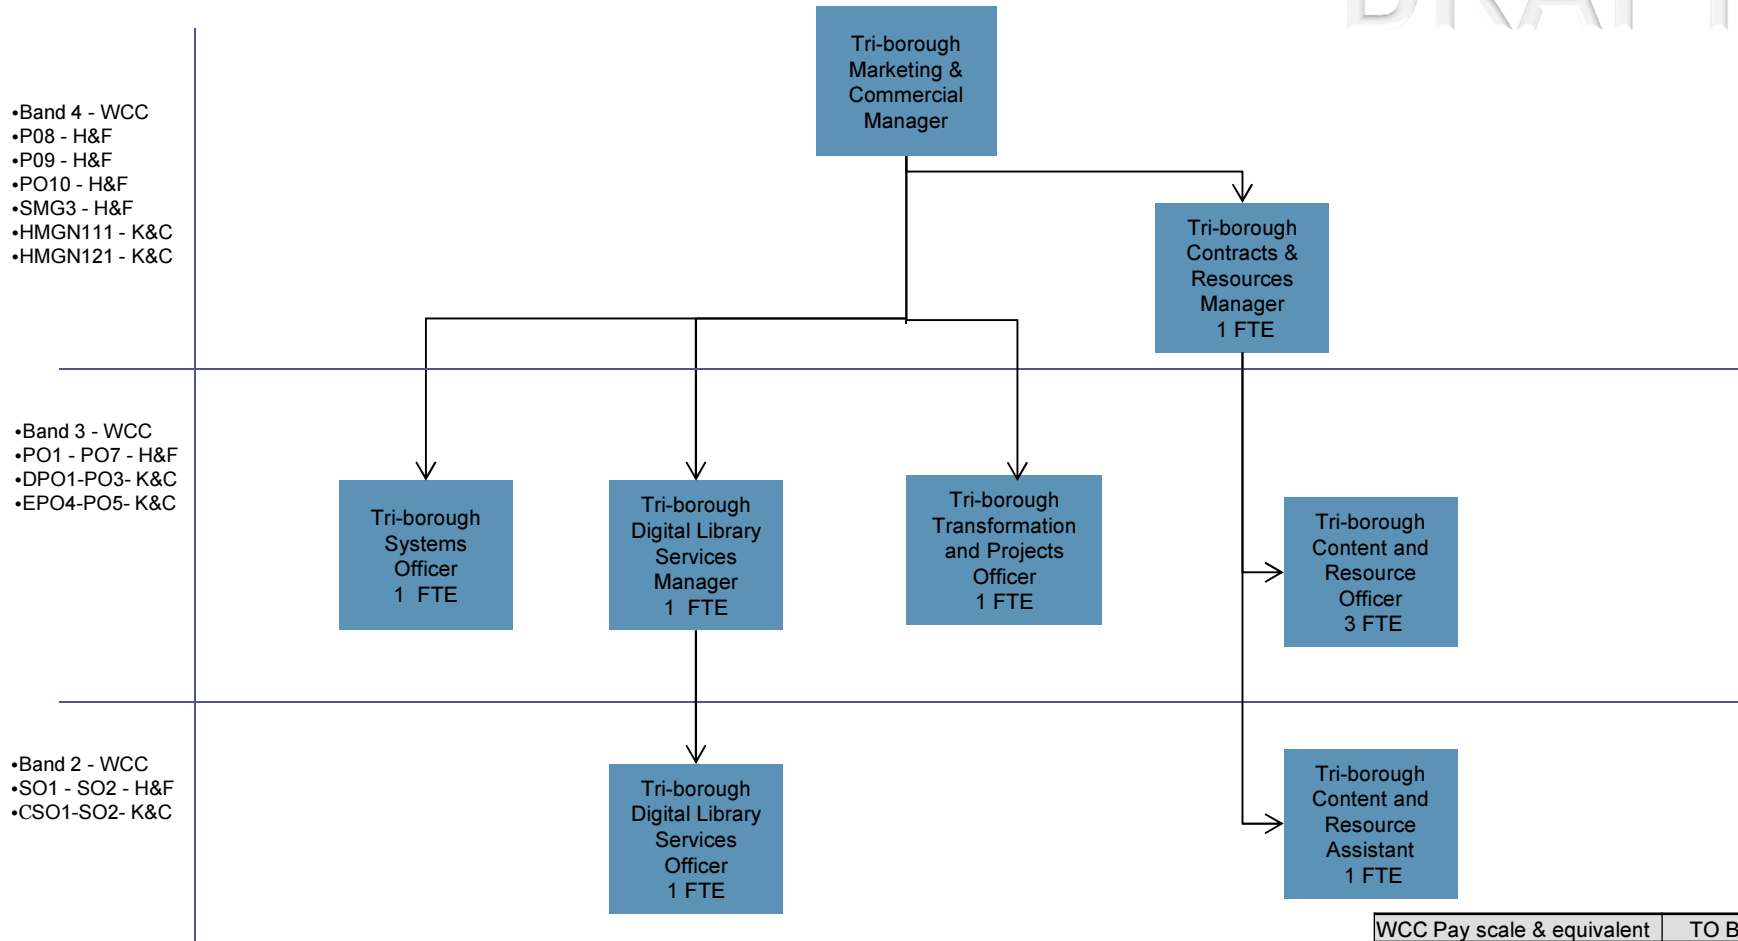 DRAFT
Tri-borough
Marketing &
Commercial
Manager
•Band 4 - WCC
•P08 - H&F
•P09 - H&F
•PO10 - H&F
•SMG3 - H&F
•HMGN111 - K&C
•HMGN121 - K&C
Tri-borough
Contracts &
Resources
Manager
1 FTE
•Band 3 - WCC
•PO1 - PO7 - H&F
•DPO1-PO3- K&C
•EPO4-PO5- K&C
Tri-borough
Systems
Officer
1 FTE
Tri-borough
Digital Library
Services
Manager
1 FTE
Tri-borough
Transformation
and Projects
Officer
1 FTE
Tri-borough
Content and
Resource
Officer
3 FTE
•Band 2 - WCC
•SO1 - SO2 - H&F
•CSO1-SO2- K&C
Tri-borough
Digital Library
Services
Officer
1 FTE
Tri-borough
Content and
Resource
Assistant
1 FTE
WCC Pay scale & equivalent TO B